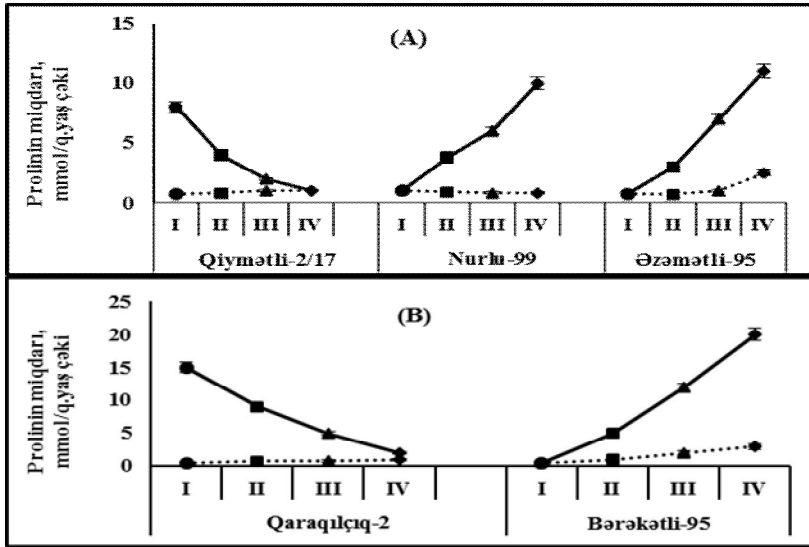 (A)
Prolinin miqdarı,
mmol/q.yaş çəki
15
10
5
0
I II III IV I II III IV I II III IV
Qiymətli-2/17 Nurlu-99 Əzəmətli-95
(B)
Prolinin miqdarı,
mmol/q.yaş çəki
25
20
15
10
5
0
I II III IV I II III IV
Qaraqılçıq-2 Bərəkətli-95